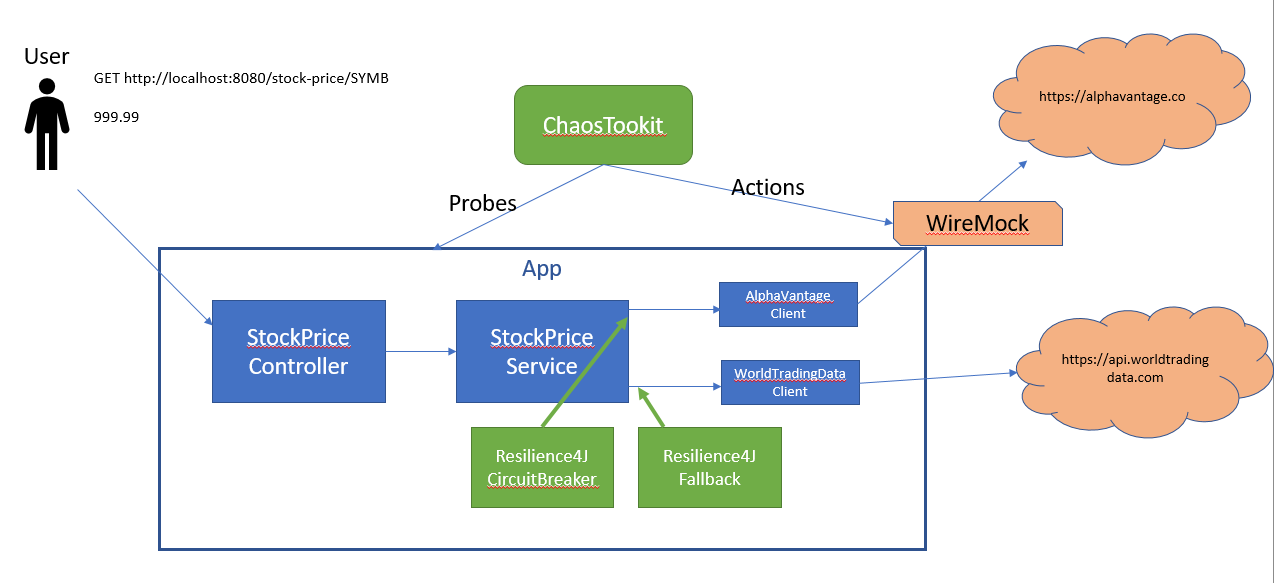 User
GET http://localhost:8080/stock-price/SYMB
999.99
ChaosTookit
https://alphavantage.co
Probes
Actions
WireMock
App
StockPrice
Controller
StockPrice
Service
AlphaVantage
Client
WorldTradingData
Client
https://api.worldtrading
data.com
Resilience4J
CircuitBreaker
Resilience4J
Fallback